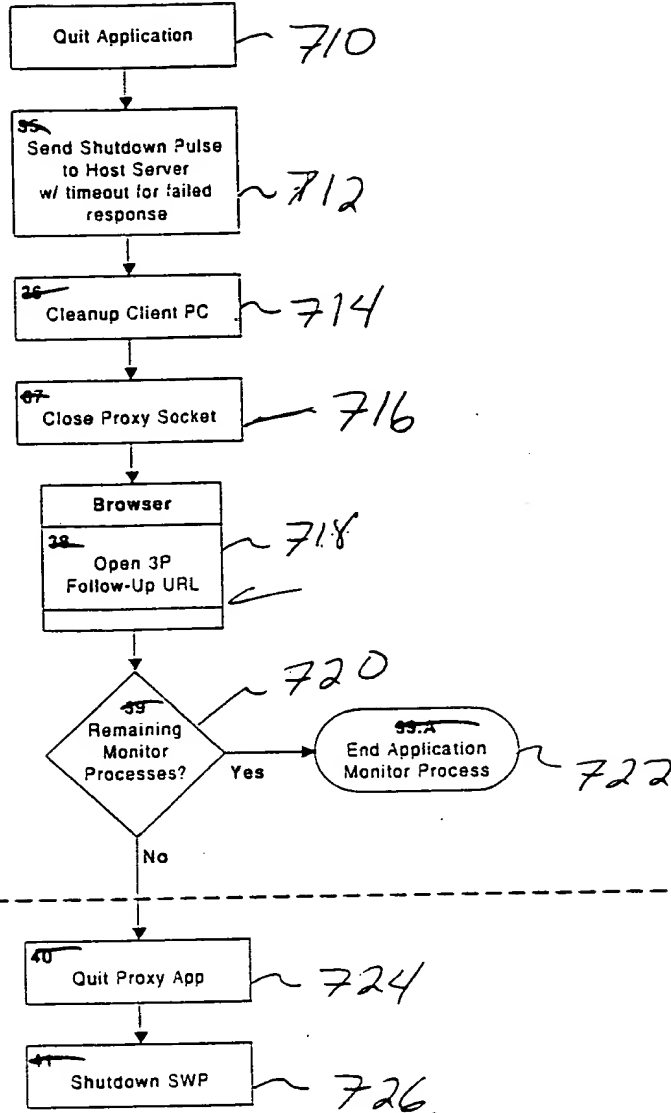 Quit Application
710
35
Send Shutdown Pulse
to Host Server
w/ timeout for failed
response
712
36
Cleanup Client PC
714
37
Close Proxy Socket
716
Browser
38
Open 3P
Follow-Up URL
718
39
Remaining
Monitor
Processes?
720
Yes
39.A
End Application
Monitor Process
722
No
40
Quit Proxy App
724
41
Shutdown SWP
726